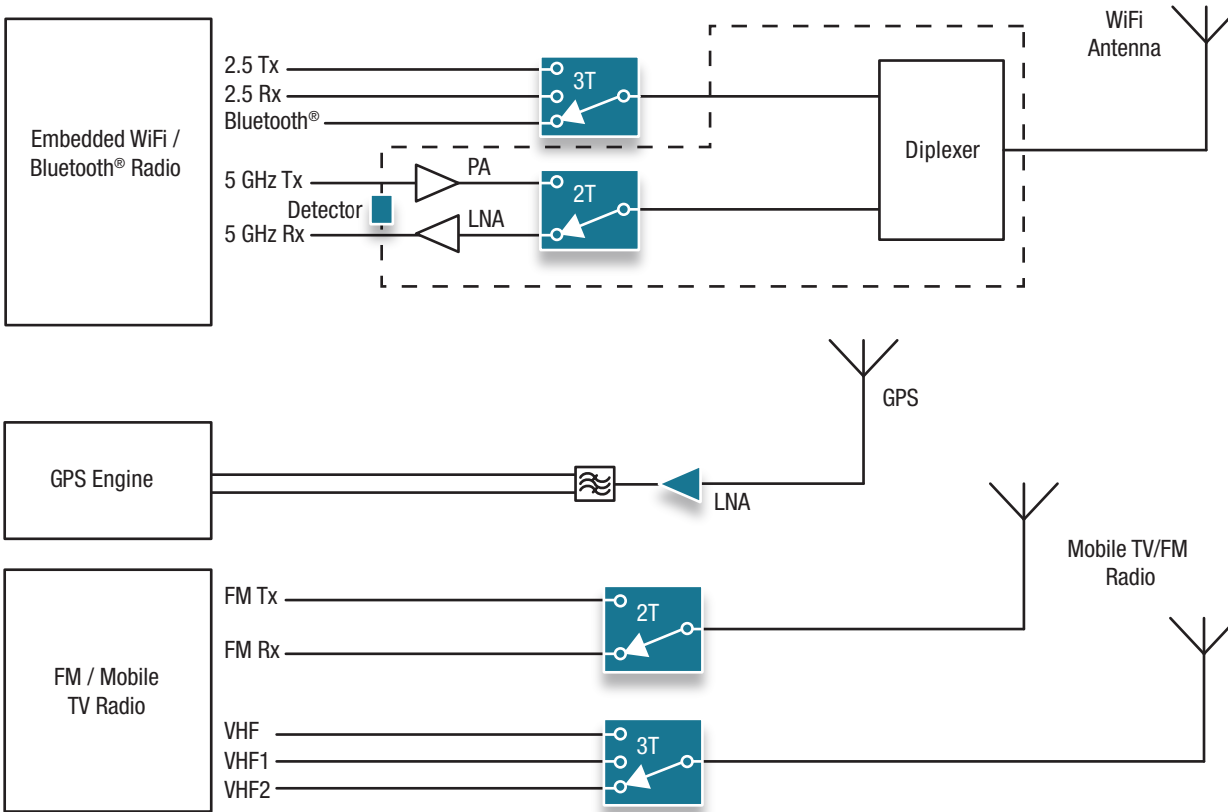 WiFi
Antenna
2.5 Tx
2.5 Rx
Bluetooth®
3T
Embedded WiFi /
Bluetooth® Radio
Diplexer
5 GHz Tx
PA
2T
Detector
LNA
5 GHz Rx
GPS
GPS Engine
LNA
Mobile TV/FM
Radio
FM Tx
2T
FM Rx
FM / Mobile
TV Radio
VHF
3T
VHF1
VHF2